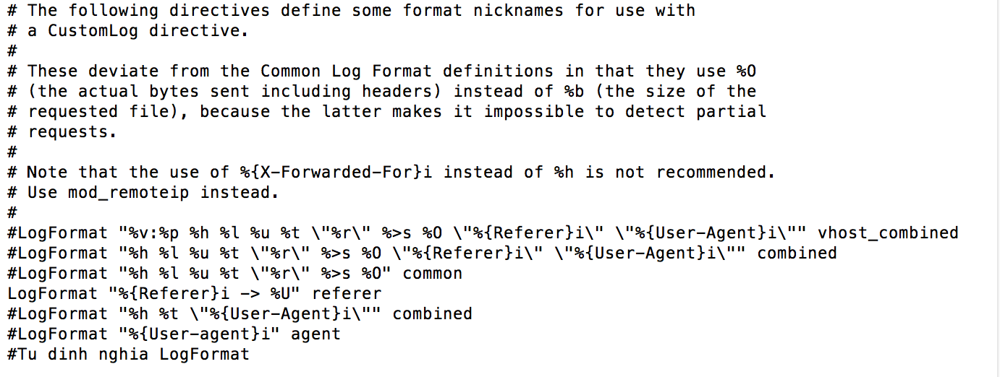 # The following directives define some format nicknames for use with
# a CustomLog directive.
#
# These deviate from the Common Log Format definitions in that they use %O
# (the actual bytes sent including headers) instead of %b (the size of the
# requested file), because the latter makes it impossible to detect partial
# requests.
#
# Note that the use of %{X-Forwarded-For}i instead of %h is not recommended.
# Use mod_remoteip instead.
#
#LogFormat "%v:%p %h %l %u %t \"%r\" %>s %O \"%{Referer}i\" \"%{User-Agent}i\"" vhost_combined
#LogFormat "%h %l %u %t \"%r\" %>s %O \"%{Referer}i\" \"%{User-Agent}i\"" combined
#LogFormat "%h %l %u %t \"%r\" %>s %O" common
LogFormat "%{Referer}i -> %U" referer
#LogFormat "%h %t \"%{User-Agent}i\"" combined
#LogFormat "%{User-agent}i" agent
#Tu dinh nghia LogFormat